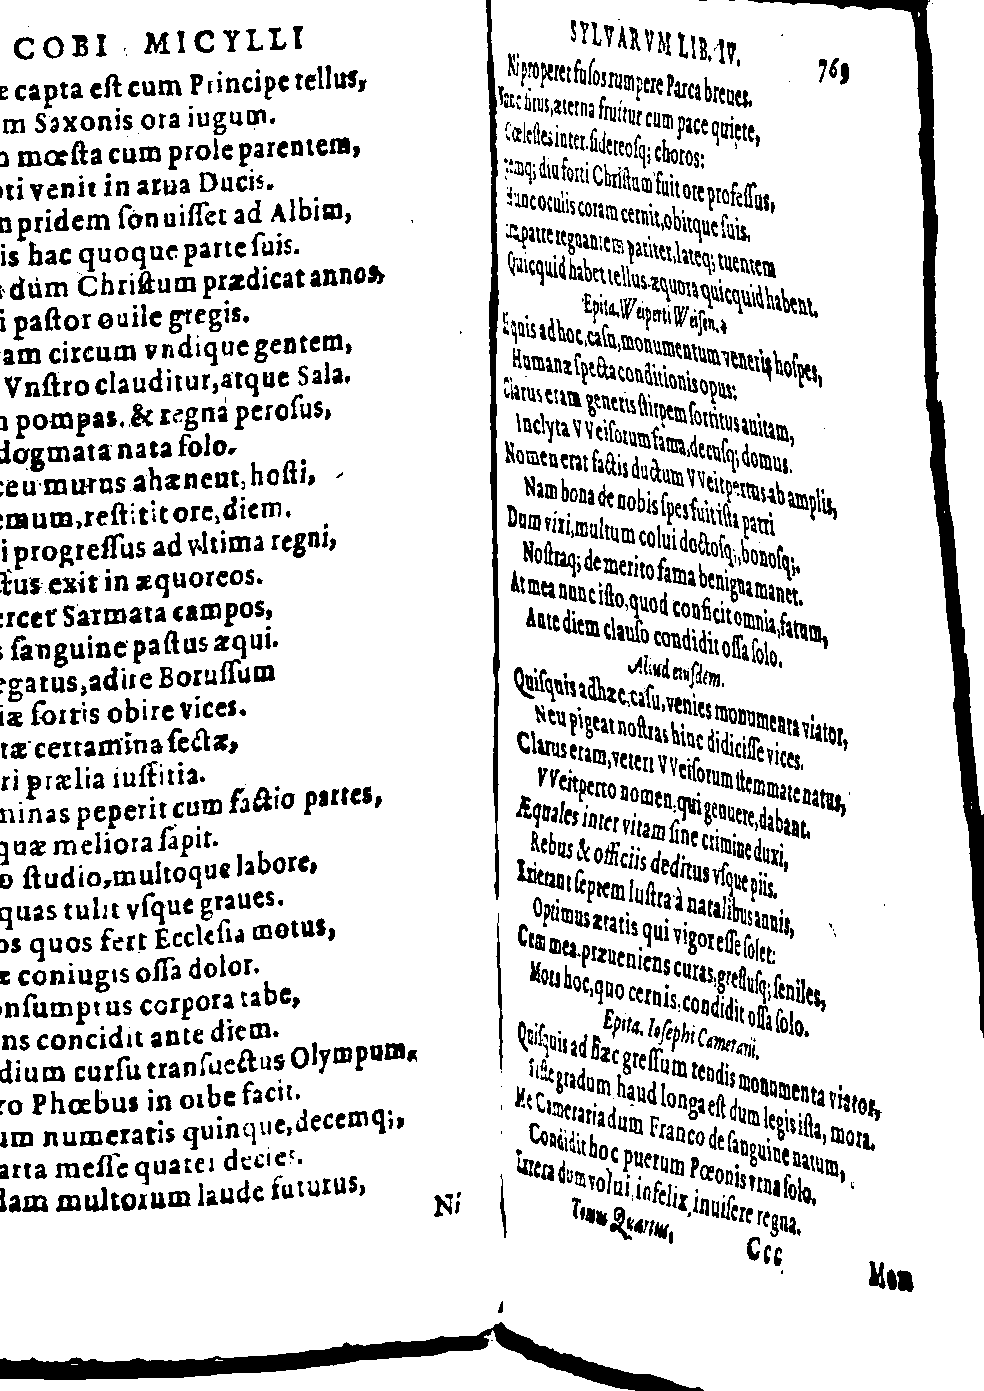 COBI MICYLLI
capta eſt cum Principe tellus,
m Saxonis ora iugum.
mœſta cum prole parentem,
oti venit in arua Ducis.
n pridem ſonuiſſet ad Albim,
is hac quoque parte ſuis.
dum Chriſtum prædicat annos,
i paſtor ouile gregis.
am circum vndique gentem,
Vnſtro clauditur, atque Sala.
pompas, & regna peroſus,
dogmata nata ſolo.
ceu murus ahæneut, hoſti,
emum, reſtitit ore, diem.
i progreſſus ad vltima regni,
ctus exit in æquoreos.
ercet Sarmata campos,
s ſanguine paſtus æqui.
egatus, adire Boruſſum
iæ ſortis obire vices.
tæ certamina ſectæ,
ri prælia iuſtitia.
minas peperit cum factio partes,
quæ meliora ſapit.
o ſtudio, multoque labore,
quas tulit vſque graues.
os quos fert Eccleſia motus,
coniugis oſſa dolor.
onſumptus corpora tabe,
ns concidit ante diem.
dium curſu tranſuectus Olympum,
ro Phœbus in orbe facit.
um numeratis quinque, decemq;,
arta meſſe quater decies.
dam multorum laude futurus,
Ni
SYLVARVM LIB. IV. 769
Ni properet fuſos rumpere Parca breues.
Nunc ſitus, æterna fruitur cum pace quiete,
Cœleſtes inter, ſidereoſq; choros:
emq; diu forti Chriſtum fuit ore profeſſus,
Hunc oculis coram cernit, obitque ſuis.
patre regnantem pariter, lateq; tuentem
Quicquid habet tellus, æquora quicquid habent.
Epita. Weiperti Weiſen.
Equis ad hoc, caſu, monumentum veneris hoſpes,
Humanæ ſpecta conditionis opus:
Clarus eram generis ſtirpem ſortitus auitam,
Inclyta VVeiſorum fama, decuſq; domus.
Nomen erat factis ductum VVeitpertus ab amplis,
Nam bona de nobis ſpes fuit iſta patri
Dum vixi, multum colui doctoſq;, bonoſq;.
Noſtraq; de merito fama benigna manet.
At mea nunc iſto, quod conficit omnia, fatum,
Ante diem clauſo condidit oſſa ſolo.
Aliud eiuſdem.
Quiſquis ad hæc, caſu, venies monumenta viator,
Neu pigeat noſtras hinc didiciſſe vices.
Clarus eram, veteri VVeiſorum ſtemmate natus,
VVeitperto nomen, qui genuere, dabant.
Æquales inter vitam ſine crimine duxi,
Rebus & officiis deditus vſque piis.
Ixierant ſeptem luſtra à natalibus annis,
Optimus ætatis qui vigor eſſe ſolet:
Cum mea, præueniens curas, greſſuſq; ſeniles,
Mors hoc, quo cernis, condidit oſſa ſolo.
Epita. Ioſephi Camerarii.
Quiſquis ad hæc greſſum tendis monumenta viator,
Siſte gradum haud longa eſt dum legis iſta, mora.
Me Cameraria dum Franco de ſanguine natum,
Condidit hoc puerum Pœonis vrna ſolo.
Lutera dum volui, infelix, inuiſere regna.
Tomus Quartus,
Ccc
Mom